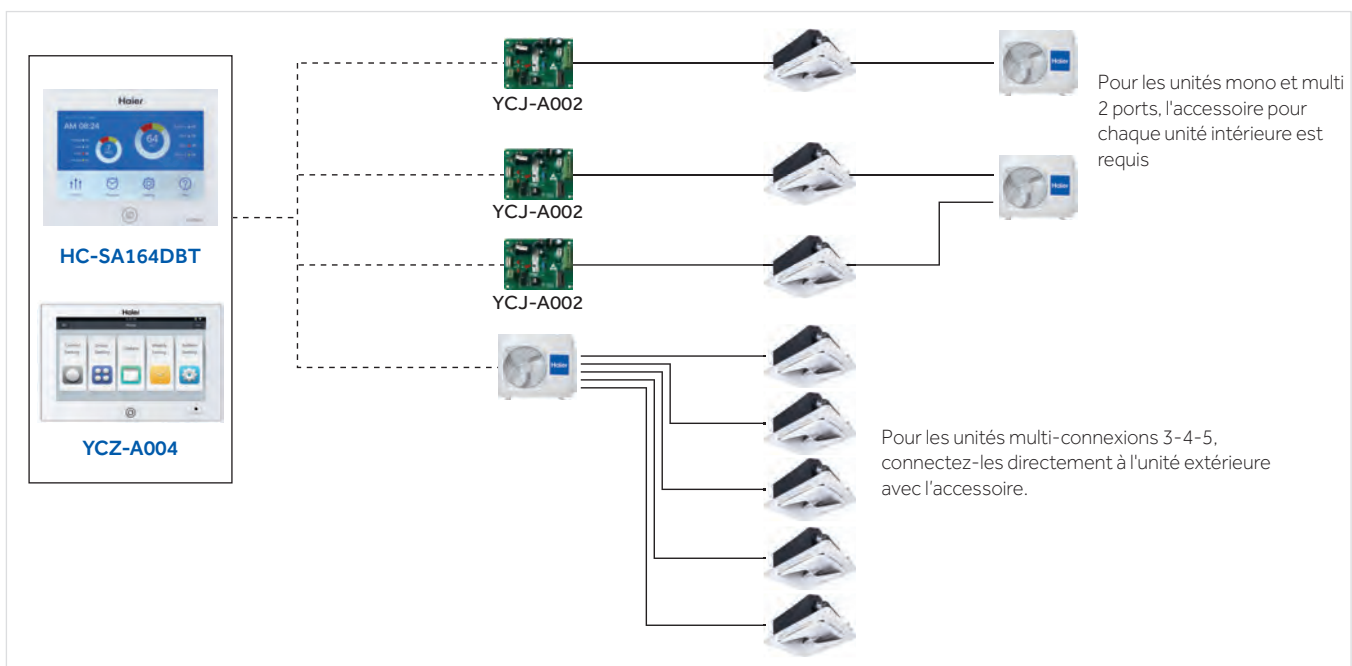 Haier
AM 08:24
64
HC-SA164DBT
Haier
YCZ-A004
YCJ-A002
YCJ-A002
YCJ-A002
Haier
Haier
Haier
Pour les unités mono et multi
2 ports, l'accessoire pour
chaque unité intérieure est
requis
Pour les unités multi-connexions 3-4-5,
connectez-les directement à l'unité extérieure
avec l'accessoire.